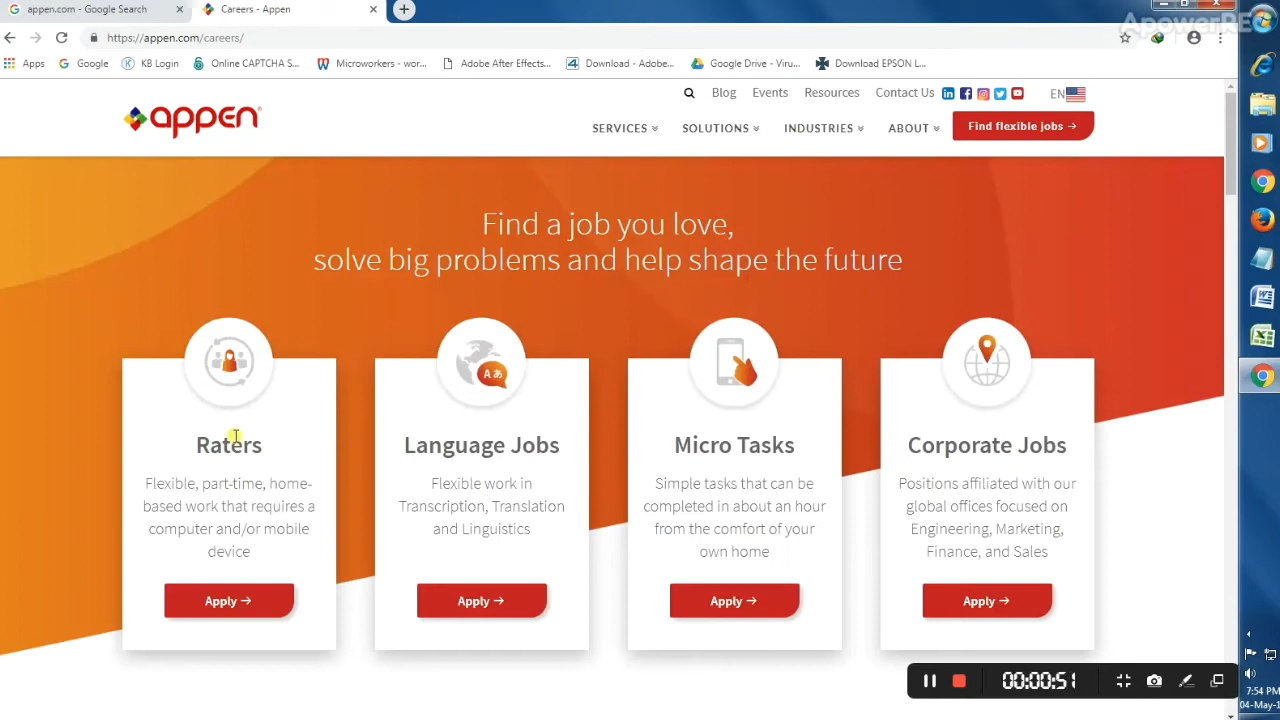 appen.com - Google Search
Careers - Appen
ApowerRE
https://appen.com/careers/
Apps
Google
KB Login
Online CAPTCHA S...
Microworkers - wor...
Adobe After Effects...
Download - Adobe...
Google Drive - Viru...
Download EPSON L...
appen
Blog
Events
Resources
Contact Us
EN
SERVICES
SOLUTIONS
INDUSTRIES
ABOUT
Find flexible jobs →
Find a job you love,
solve big problems and help shape the future
Raters
Flexible, part-time, home-
based work that requires a
computer and/or mobile
device
Apply →
Language Jobs
Flexible work in
Transcription, Translation
and Linguistics
Apply →
Micro Tasks
Simple tasks that can be
completed in about an hour
from the comfort of your
own home
Apply →
Corporate Jobs
Positions affiliated with our
global offices focused on
Engineering, Marketing,
Finance, and Sales
Apply →
00:00:51
7:54 PM
04-May-1